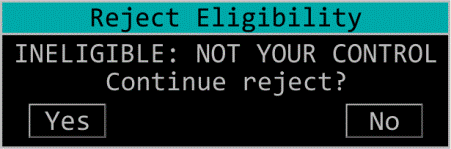 Reject Eligibility
INELIGIBLE: NOT YOUR CONTROL
Continue reject?
Yes
No